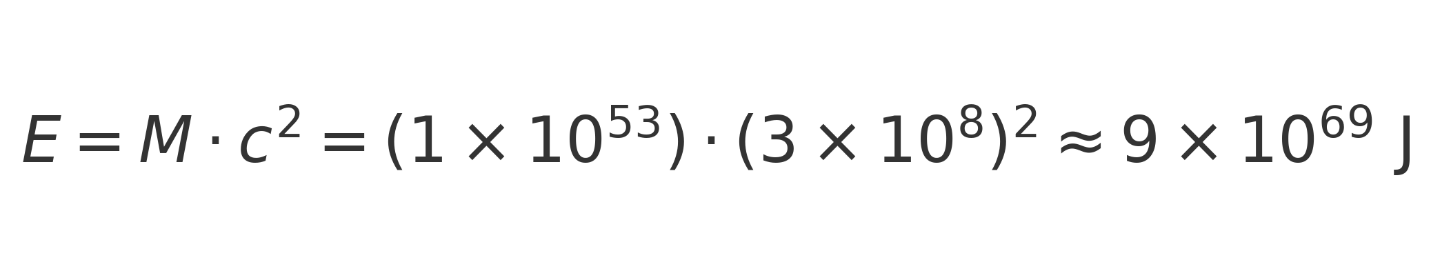 E = M · c² = (1 × 10⁵³) · (3 × 10⁸)² ≈ 9 × 10⁶⁹ J